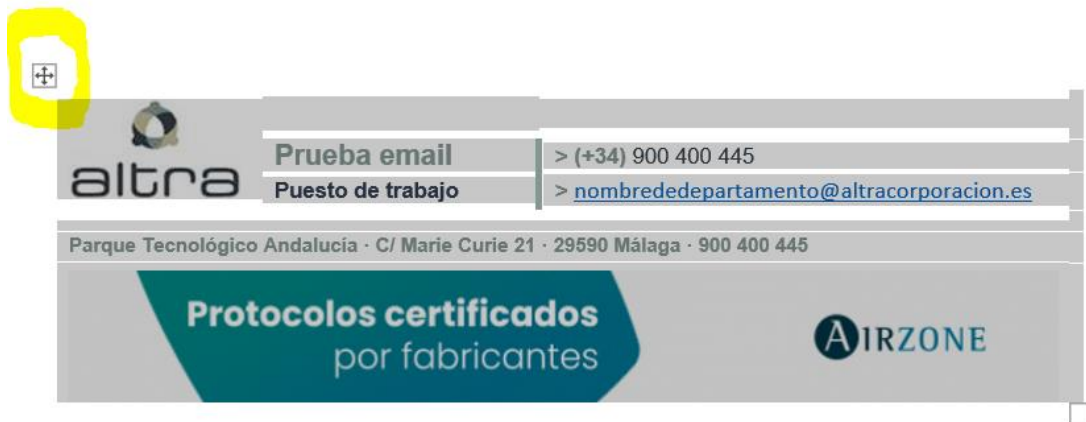 altra
Prueba email
> (+34) 900 400 445
Puesto de trabajo
> nombrededepartamento@altracorporacion.es
Parque Tecnológico Andalucía · C/ Marie Curie 21 · 29590 Málaga · 900 400 445
Protocolos certificados
por fabricantes
AIRZONE